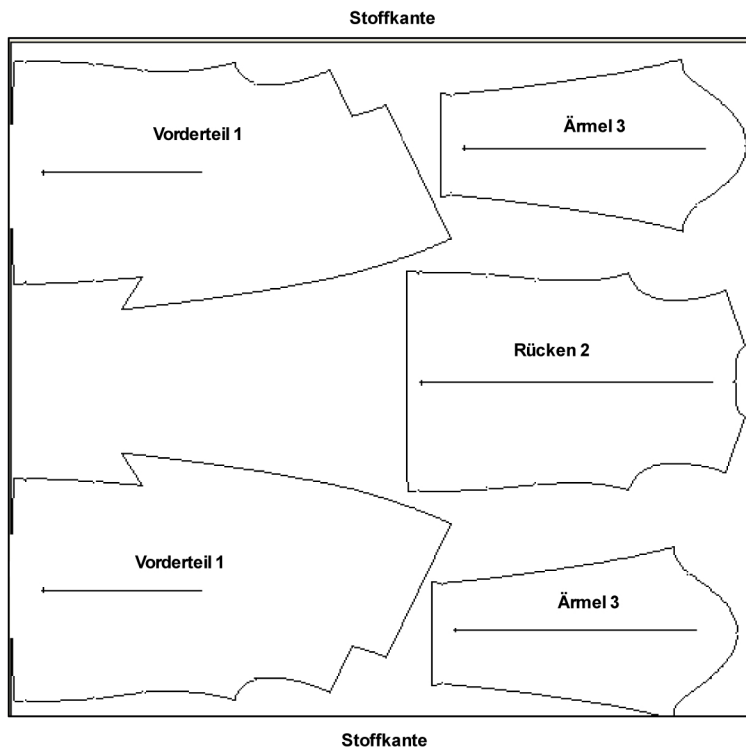 Stoffkante
Vorderteil 1
Ärmel 3
Rücken 2
Vorderteil 1
Ärmel 3
Stoffkante